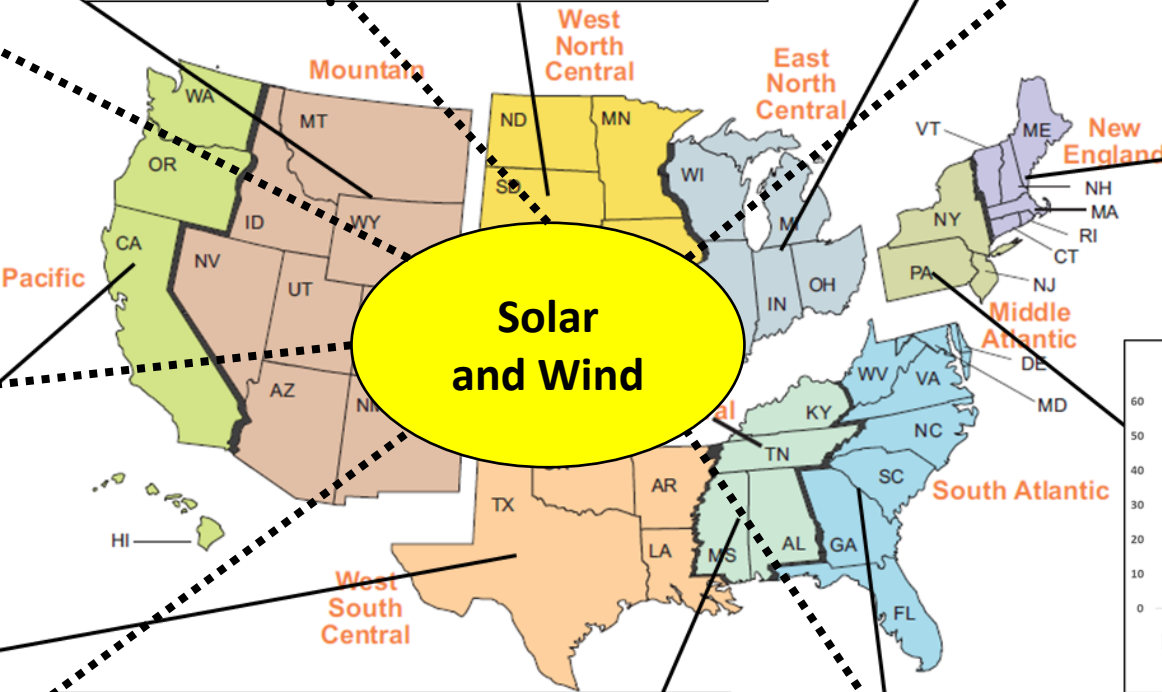 West
North
Central
East
North
Central
Mountain
WA
MT
ND
MN
VT
ME
New
England
OR
SD
WI
NH
MA
ID
WY
MI
NY
RI
CA
CT
NV
PA
NJ
Pacific
UT
OH
IN
Solar
and Wind
Middle
Atlantic
DE
WV
VA
MD
AZ
NM
al
KY
NC
TN
60
50
40
30
20
10
0
SC
South Atlantic
TX
AR
HI
LA
MS
AL
GA
West
South
Central
FL